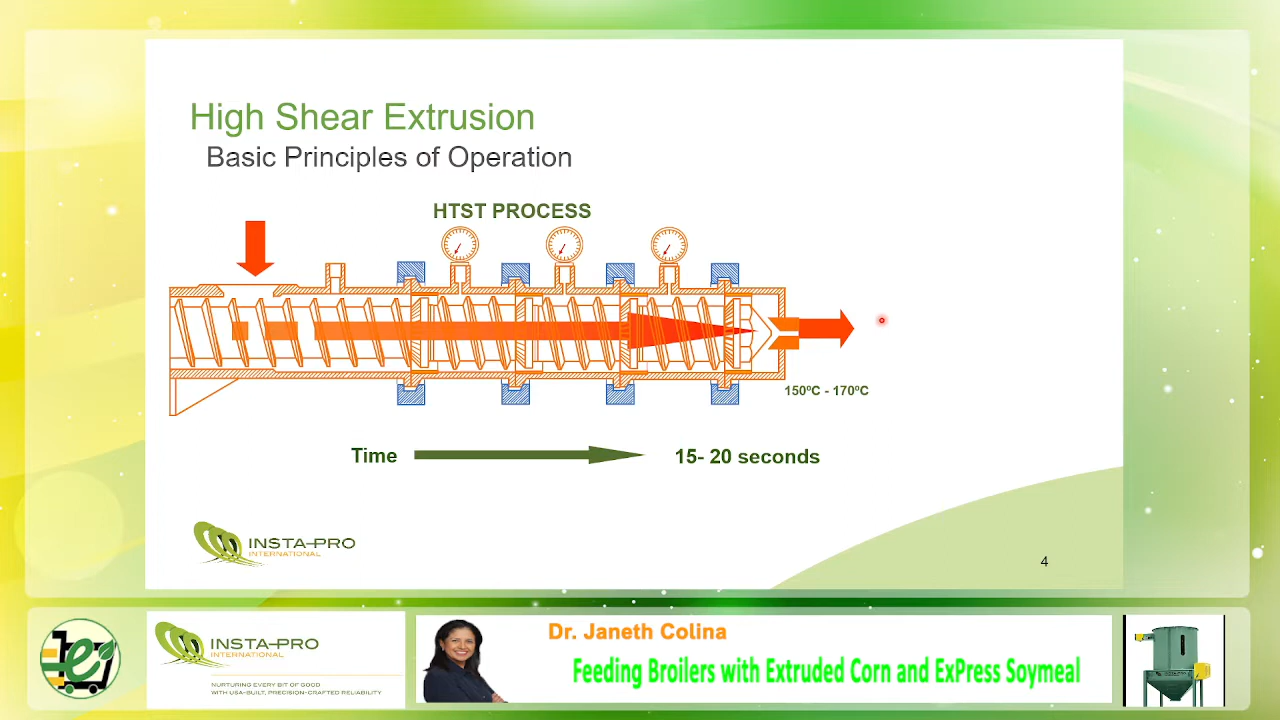 High Shear Extrusion
Basic Principles of Operation
HTST PROCESS
150ºC - 170ºC
Time
15- 20 seconds
INSTA-PRO
INTERNATIONAL
4
e
INSTA-PRO
INTERNATIONAL
NURTURING EVERY BIT OF GOOD
WITH USA-BUILT, PRECISION-CRAFTED RELIABILITY
Dr. Janeth Colina
Feeding Broilers with Extruded Corn and ExPress Soymeal